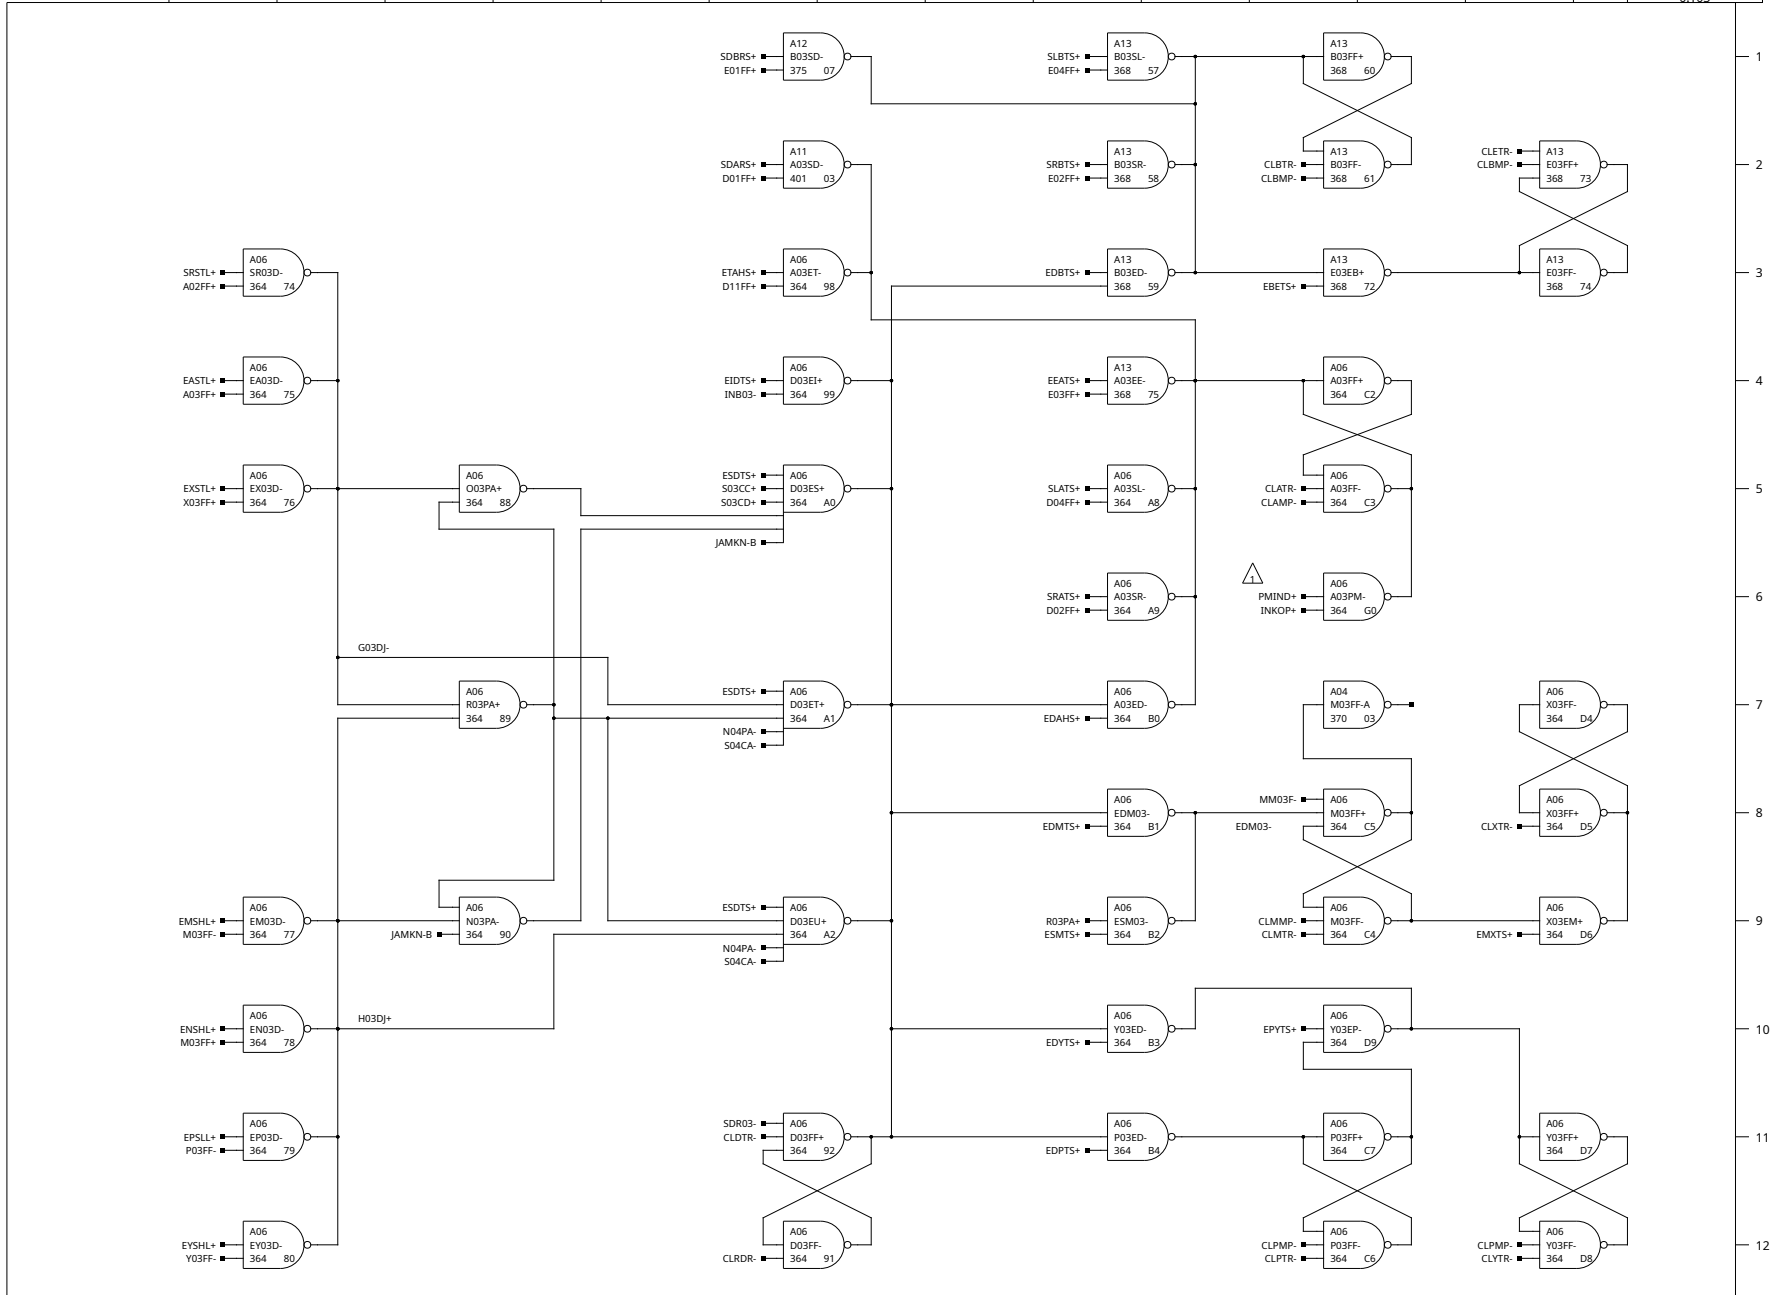 A12
SDBRS+ B03SD-
E01FF+ 375 07
A13
SLBTS+ B03SL-
E04FF+ 368 57
A13
B03FF+
368 60
1
A11
SDARS+ A03SD-
D01FF+ 401 03
A13
SRBTS+ B03SR-
E02FF+ 368 58
A13
CLBTR- B03FF-
CLBMP- 368 61
CLETR- A13
CLBMP- E03FF+
368 73
2
A06
SRSTL+ SR03D-
A02FF+ 364 74
A06
ETAHS+ A03ET-
D11FF+ 364 98
A13
EDBTS+ B03ED-
368 59
A13
E03EB+
EBETS+ 368 72
A13
E03FF-
368 74
3
A06
EASTL+ EA03D-
A03FF+ 364 75
A06
EIDTS+ D03EI+
INB03- 364 99
A13
EEATS+ A03EE-
E03FF+ 368 75
A06
A03FF+
364 C2
4
A06
EXSTL+ EX03D-
X03FF+ 364 76
A06
O03PA+
364 88
ESDTS+ A06
S03CC+ D03ES+
S03CD+ 364 A0
JAMKN-B
A06
SLATS+ A03SL-
D04FF+ 364 A8
A06
CLATR- A03FF-
CLAMP- 364 C3
5
A06
SRATS+ A03SR-
D02FF+ 364 A9
1
A06
PMIND+ A03PM-
INKOP+ 364 G0
6
G03DJ-
A06
R03PA+
364 89
ESDTS+ A06
D03ET+
364 A1
N04PA-
S04CA-
A06
A03ED-
EDAHS+ 364 B0
A04
M03FF-A
370 03
A06
X03FF-
364 D4
7
A06
EDM03-
EDMTS+ 364 B1
MM03F- A06
M03FF+
EDM03- 364 C5
A06
X03FF+
CLXTR- 364 D5
8
A06
EMSHL+ EM03D-
M03FF- 364 77
A06
N03PA-
JAMKN-B 364 90
ESDTS+ A06
D03EU+
364 A2
N04PA-
S04CA-
A06
R03PA+ ESM03-
ESMTS+ 364 B2
A06
CLMMP- M03FF-
CLMTR- 364 C4
A06
X03EM+
EMXTS+ 364 D6
9
A06
ENSHL+ EN03D-
M03FF+ 364 78
H03DJ+
A06
Y03ED-
EDYTS+ 364 B3
A06
EPYTS+ Y03EP-
364 D9
10
A06
EPSLL+ EP03D-
P03FF- 364 79
SDR03- A06
CLDTR- D03FF+
364 92
A06
P03ED-
EDPTS+ 364 B4
A06
P03FF+
364 C7
A06
Y03FF+
364 D7
11
A06
EYSHL+ EY03D-
Y03FF- 364 80
A06
D03FF-
CLRDR- 364 91
A06
CLPMP- P03FF-
CLPTR- 364 C6
A06
CLPMP- Y03FF-
CLYTR- 364 D8
12